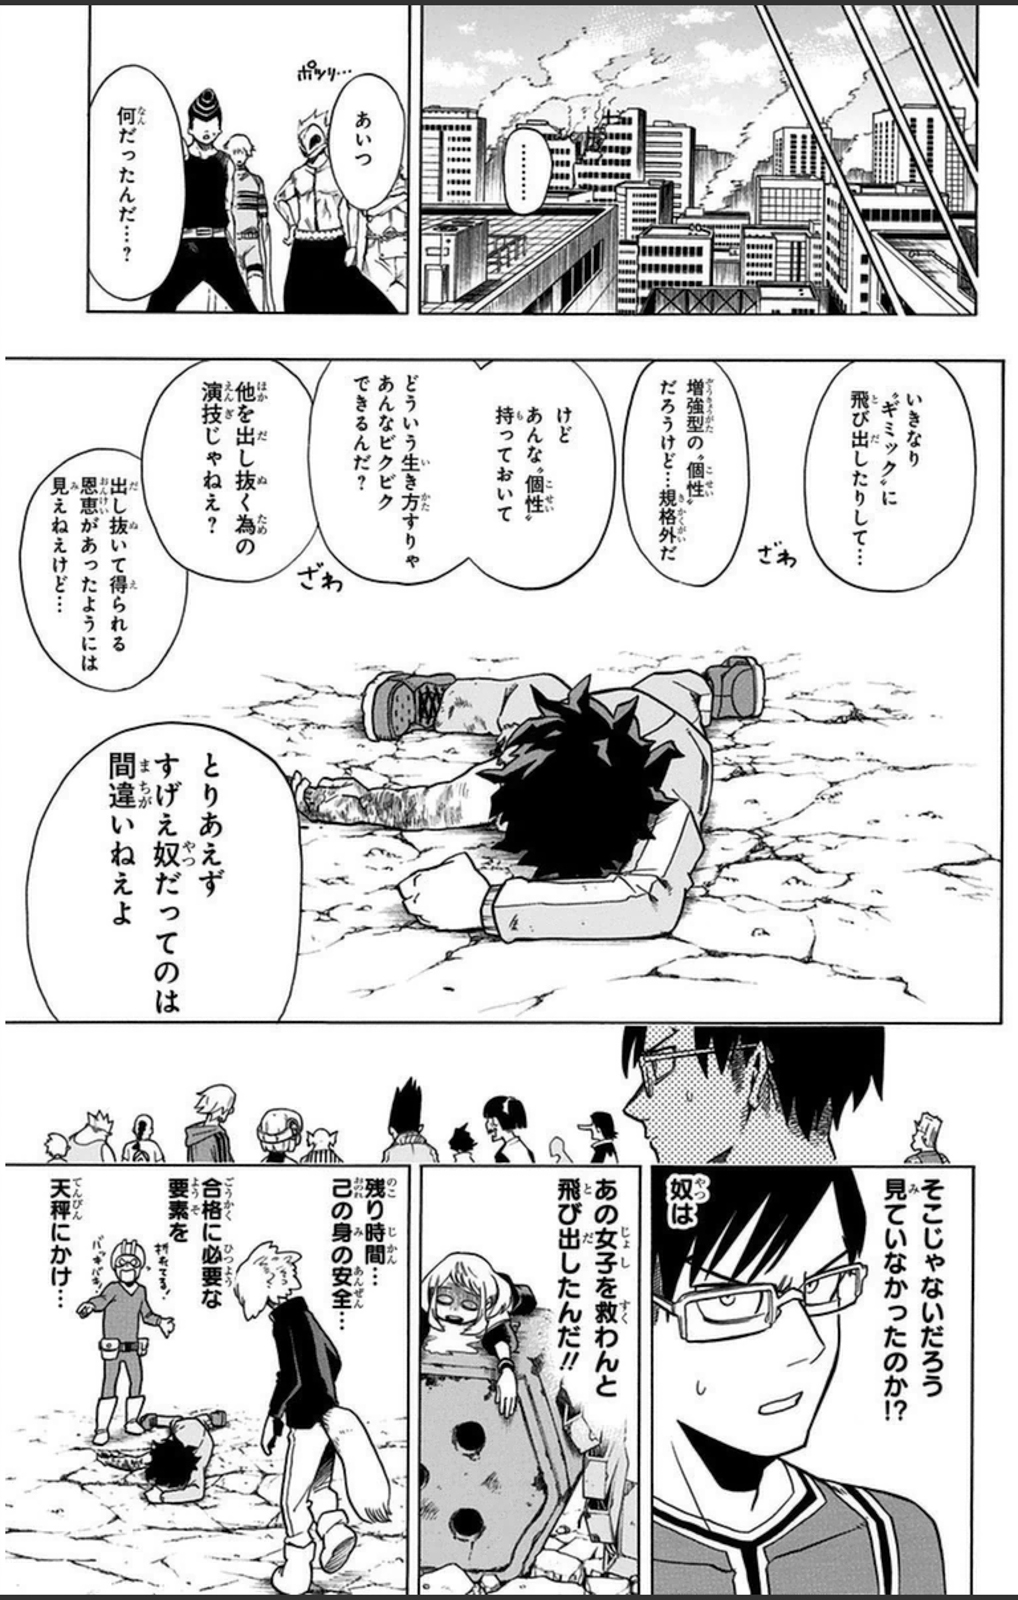 ………
ポツリ…
あいつ
何だったんだ…?
いきなり
〝ギミック〟に
飛び出したりして…
増強型の〝個性〟
だろうけど…規格外だ
ざわ
けど
あんな〝個性〟
持っておいて
どういう生き方すりゃ
あんなビクビク
できるんだ?
ざわ
他を出し抜く為の
演技じゃねえ?
出し抜いて得られる
恩恵があったようには
見えねえけど…
とりあえず
すげえ奴だってのは
間違いねえよ
そこじゃないだろう
見ていなかったのか!?
奴は
あの女子を救わんと
飛び出したんだ!!
残り時間…
己の身の安全…
合格に必要な
要素を
天秤にかけ…
折れてる!
バッキバキ!